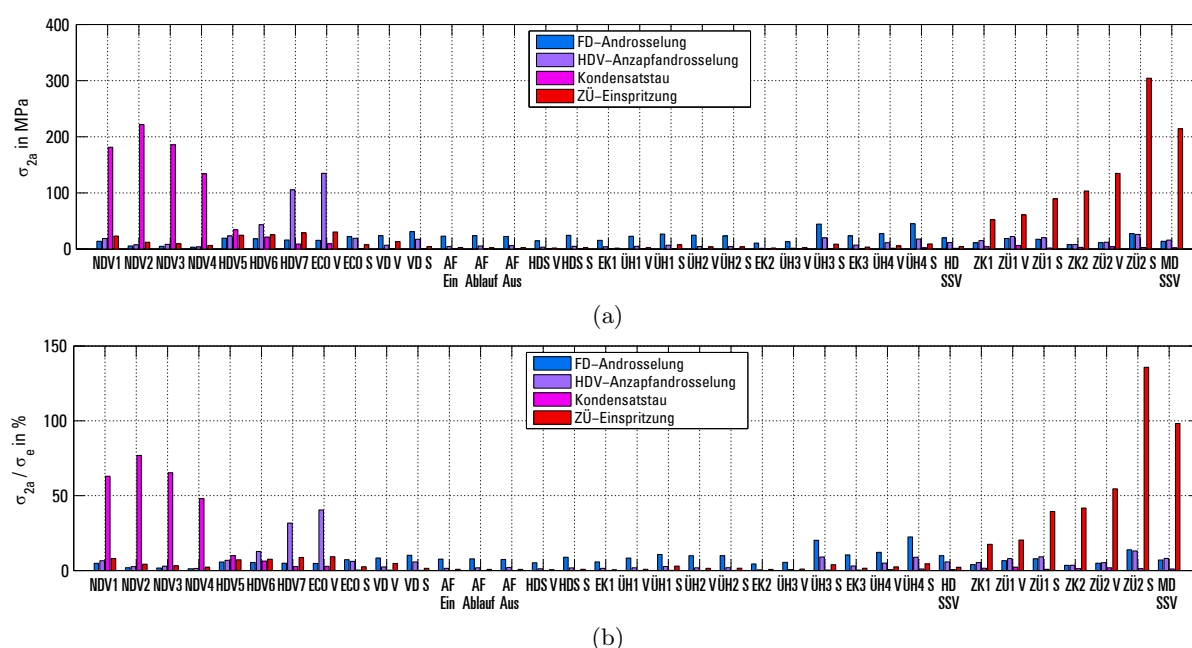 400
300
200
100
0
σ2a in MPa
FD–Androsselung
HDV–Anzapfandrosselung
Kondensatstau
ZÜ–Einspritzung
NDV1 NDV2 NDV3 NDV4 HDV5 HDV6 HDV7 ECO V ECO S VD V VD S AF Ein AF Ablauf AF Aus HDS V HDS S EK1 ÜH1 V ÜH1 S ÜH2 V ÜH2 S EK2 ÜH3 V ÜH3 S EK3 ÜH4 V ÜH4 S HD SSV ZK1 ZÜ1 V ZÜ1 S ZK2 ZÜ2 V ZÜ2 S MD SSV
(a)
150
100
50
0
σ2a / σe in %
FD–Androsselung
HDV–Anzapfandrosselung
Kondensatstau
ZÜ–Einspritzung
NDV1 NDV2 NDV3 NDV4 HDV5 HDV6 HDV7 ECO V ECO S VD V VD S AF Ein AF Ablauf AF Aus HDS V HDS S EK1 ÜH1 V ÜH1 S ÜH2 V ÜH2 S EK2 ÜH3 V ÜH3 S EK3 ÜH4 V ÜH4 S HD SSV ZK1 ZÜ1 V ZÜ1 S ZK2 ZÜ2 V ZÜ2 S MD SSV
(b)